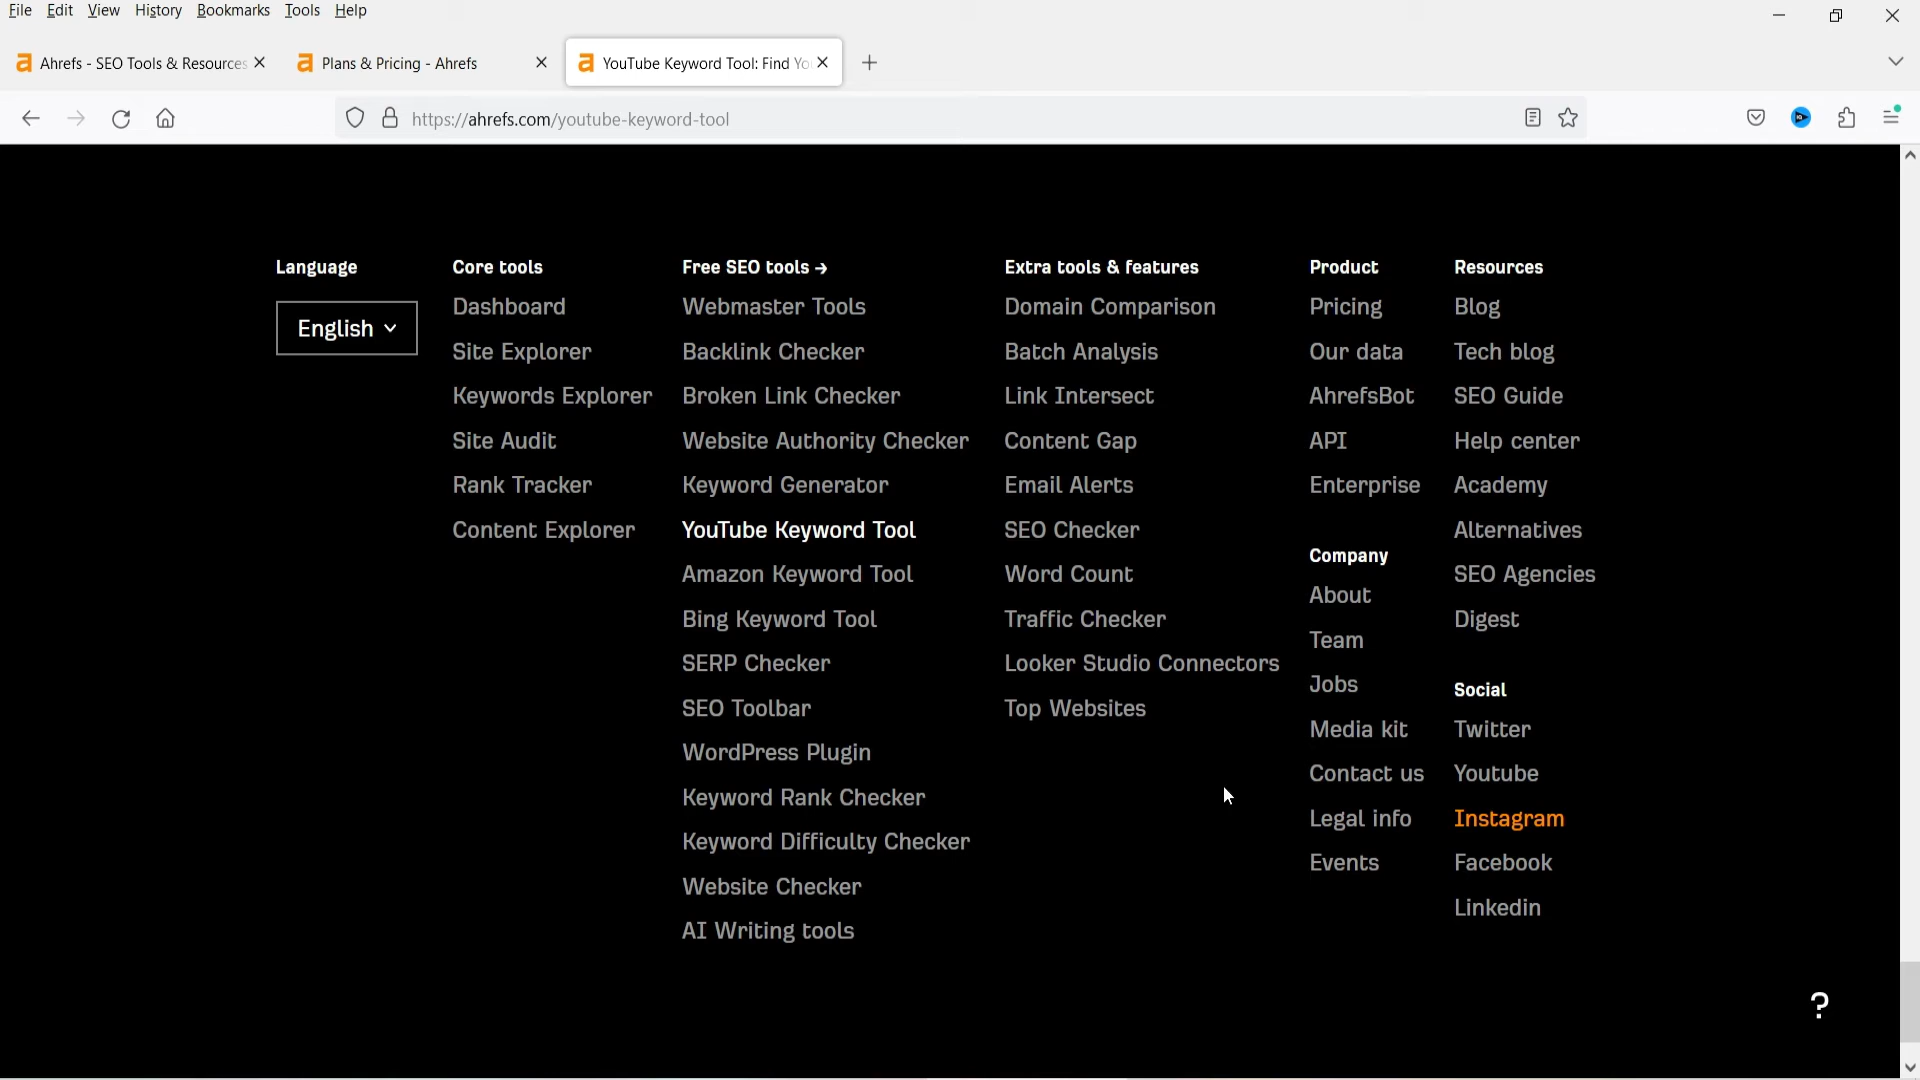 File Edit View History Bookmarks Tools Help
Ahrefs - SEO Tools & Resources
Plans & Pricing - Ahrefs
YouTube Keyword Tool: Find Yo
https://ahrefs.com/youtube-keyword-tool
Language
English
Core tools
Dashboard
Site Explorer
Keywords Explorer
Site Audit
Rank Tracker
Content Explorer
Free SEO tools →
Webmaster Tools
Backlink Checker
Broken Link Checker
Website Authority Checker
Keyword Generator
YouTube Keyword Tool
Amazon Keyword Tool
Bing Keyword Tool
SERP Checker
SEO Toolbar
WordPress Plugin
Keyword Rank Checker
Keyword Difficulty Checker
Website Checker
AI Writing tools
Extra tools & features
Domain Comparison
Batch Analysis
Link Intersect
Content Gap
Email Alerts
SEO Checker
Word Count
Traffic Checker
Looker Studio Connectors
Top Websites
Product
Pricing
Our data
AhrefsBot
API
Enterprise
Company
About
Team
Jobs
Media kit
Contact us
Legal info
Events
Resources
Blog
Tech blog
SEO Guide
Help center
Academy
Alternatives
SEO Agencies
Digest
Social
Twitter
Youtube
Instagram
Facebook
Linkedin
?